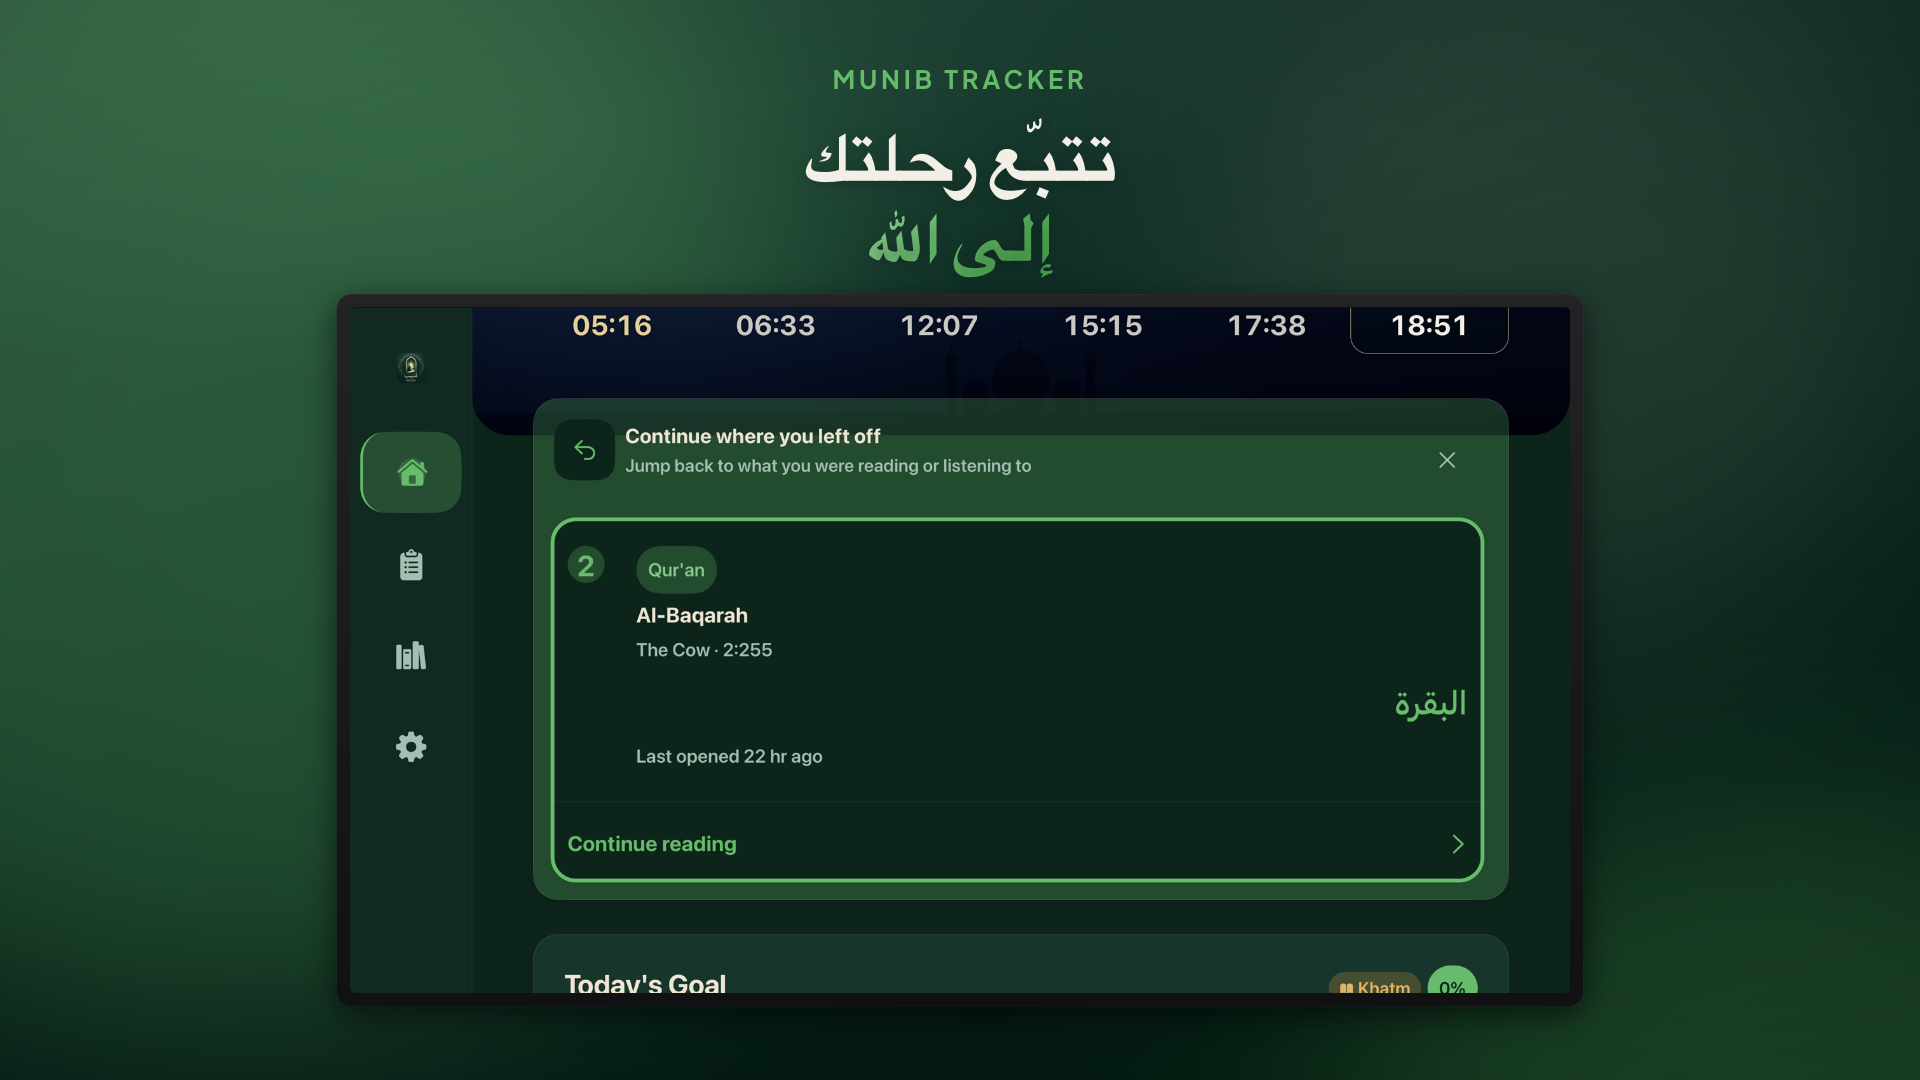 MUNIB TRACKER
تتبّع رحلتك
إلى الله
05:16 06:33 12:07 15:15 17:38 18:51
Continue where you left off
Jump back to what you were reading or listening to
2 Qur'an
Al-Baqarah
The Cow · 2:255
البقرة
Last opened 22 hr ago
Continue reading
Today's Goal Khatm 0%